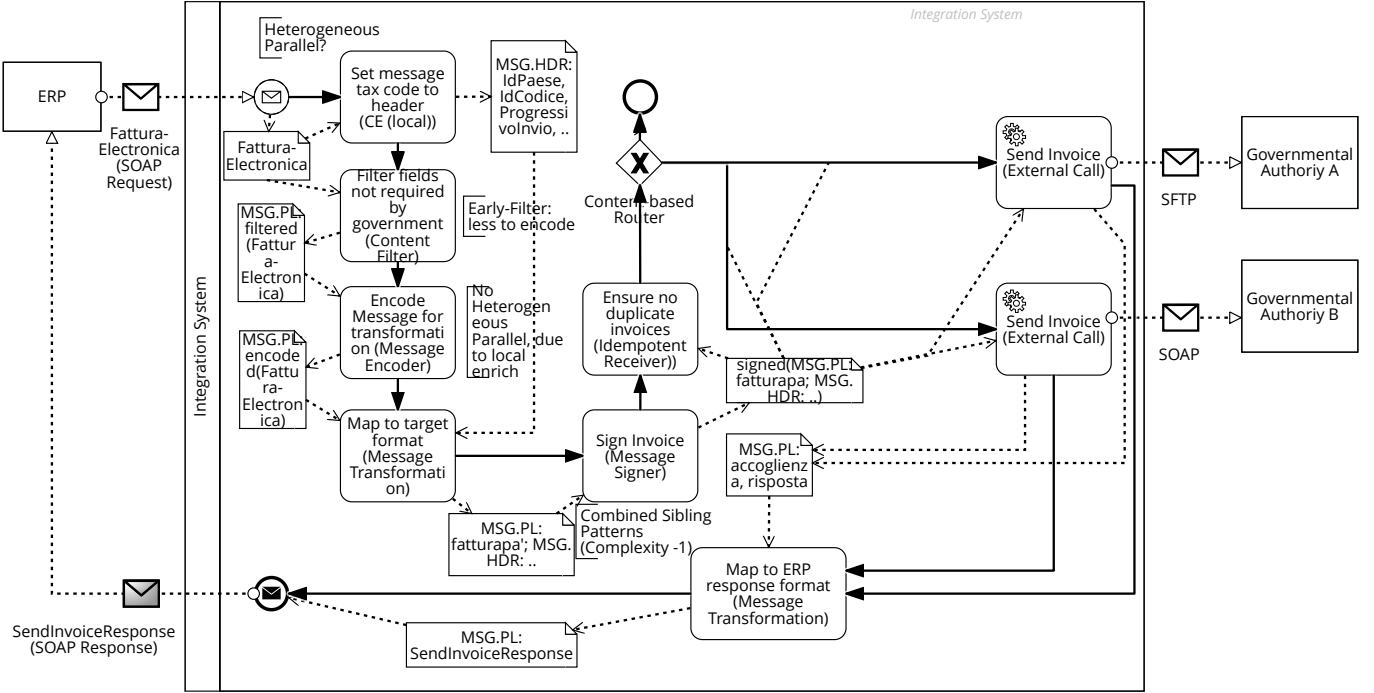 Integration System
Heterogeneous
Parallel?
ERP
Fattura-
Electronica
(SOAP
Request)
Set message
tax code to
header
(CE (local))
MSG.HDR:
IdPaese,
IdCodice,
Progressi
voInvio, ..
Fattura-
Electronica
Filter fields
not required
by
government
(Content
Filter)
Early-Filter:
less to encode
MSG.PL:
filtered
(Fattur
a-
Electron
ica)
Encode
Message for
transformati
on (Message
Encoder)
No
Heterogen
eous
Parallel, due
to local
enrich
MSG.PL:
encode
d(Fattu
ra-
Electron
ica)
Map to target
format
(Message
Transformati
on)
MSG.PL:
fatturapa'; MSG.
HDR: ..
Sign Invoice
(Message
Signer)
Combined Sibling
Patterns
(Complexity -1)
Ensure no
duplicate
invoices
(Idempotent
Receiver))
signed(MSG.PL:
fatturapa; MSG.
HDR: ..)
X
Content-based
Router
Send Invoice
(External Call)
SFTP
Governmental
Authoriy A
Send Invoice
(External Call)
SOAP
Governmental
Authoriy B
MSG.PL:
accoglienz
a, risposta
Map to ERP
response format
(Message
Transformation)
MSG.PL:
SendInvoiceResponse
SendInvoiceResponse
(SOAP Response)
Integration System